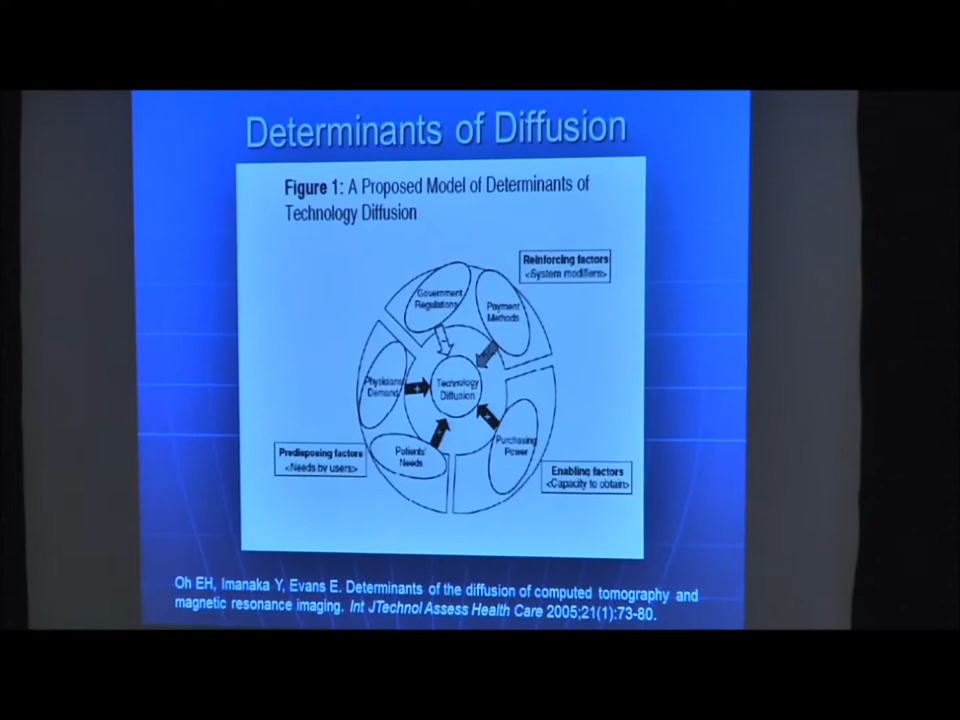 Determinants of Diffusion
Figure 1: A Proposed Model of Determinants of
Technology Diffusion
Reinforcing factors
<System modifiers>
Government
Regulations
Payment
Methods
Physicians'
Demand
Technology
Diffusion
Predisposing factors
<Needs by users>
Patients'
Needs
Purchasing
Power
Enabling factors
<Capacity to obtain>
Oh EH, Imanaka Y, Evans E. Determinants of the diffusion of computed tomography and
magnetic resonance imaging. Int JTechnol Assess Health Care 2005;21(1):73-80.